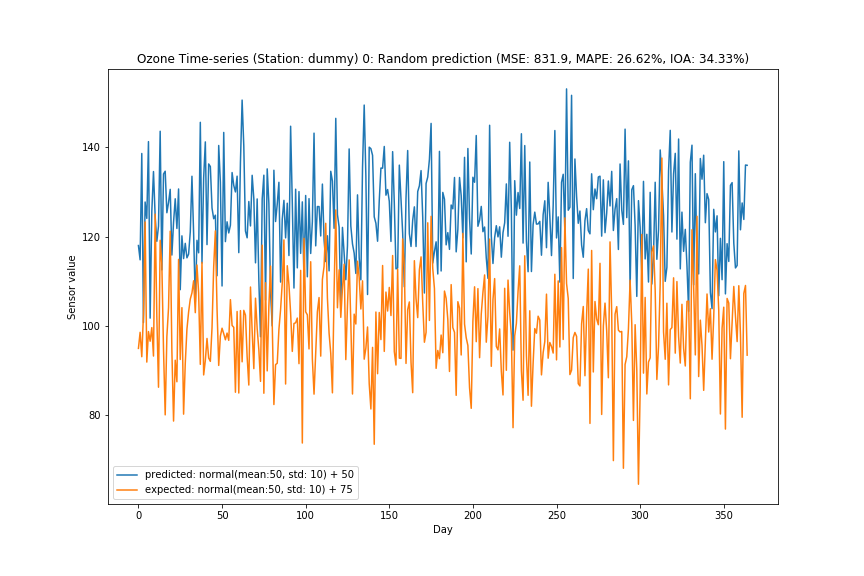 Ozone Time-series (Station: dummy) 0: Random prediction (MSE: 831.9, MAPE: 26.62%, IOA: 34.33%)
140
120
100
80
Sensor value
predicted: normal(mean:50, std: 10) + 50
expected: normal(mean:50, std: 10) + 75
0 50 100 150 200 250 300 350
Day